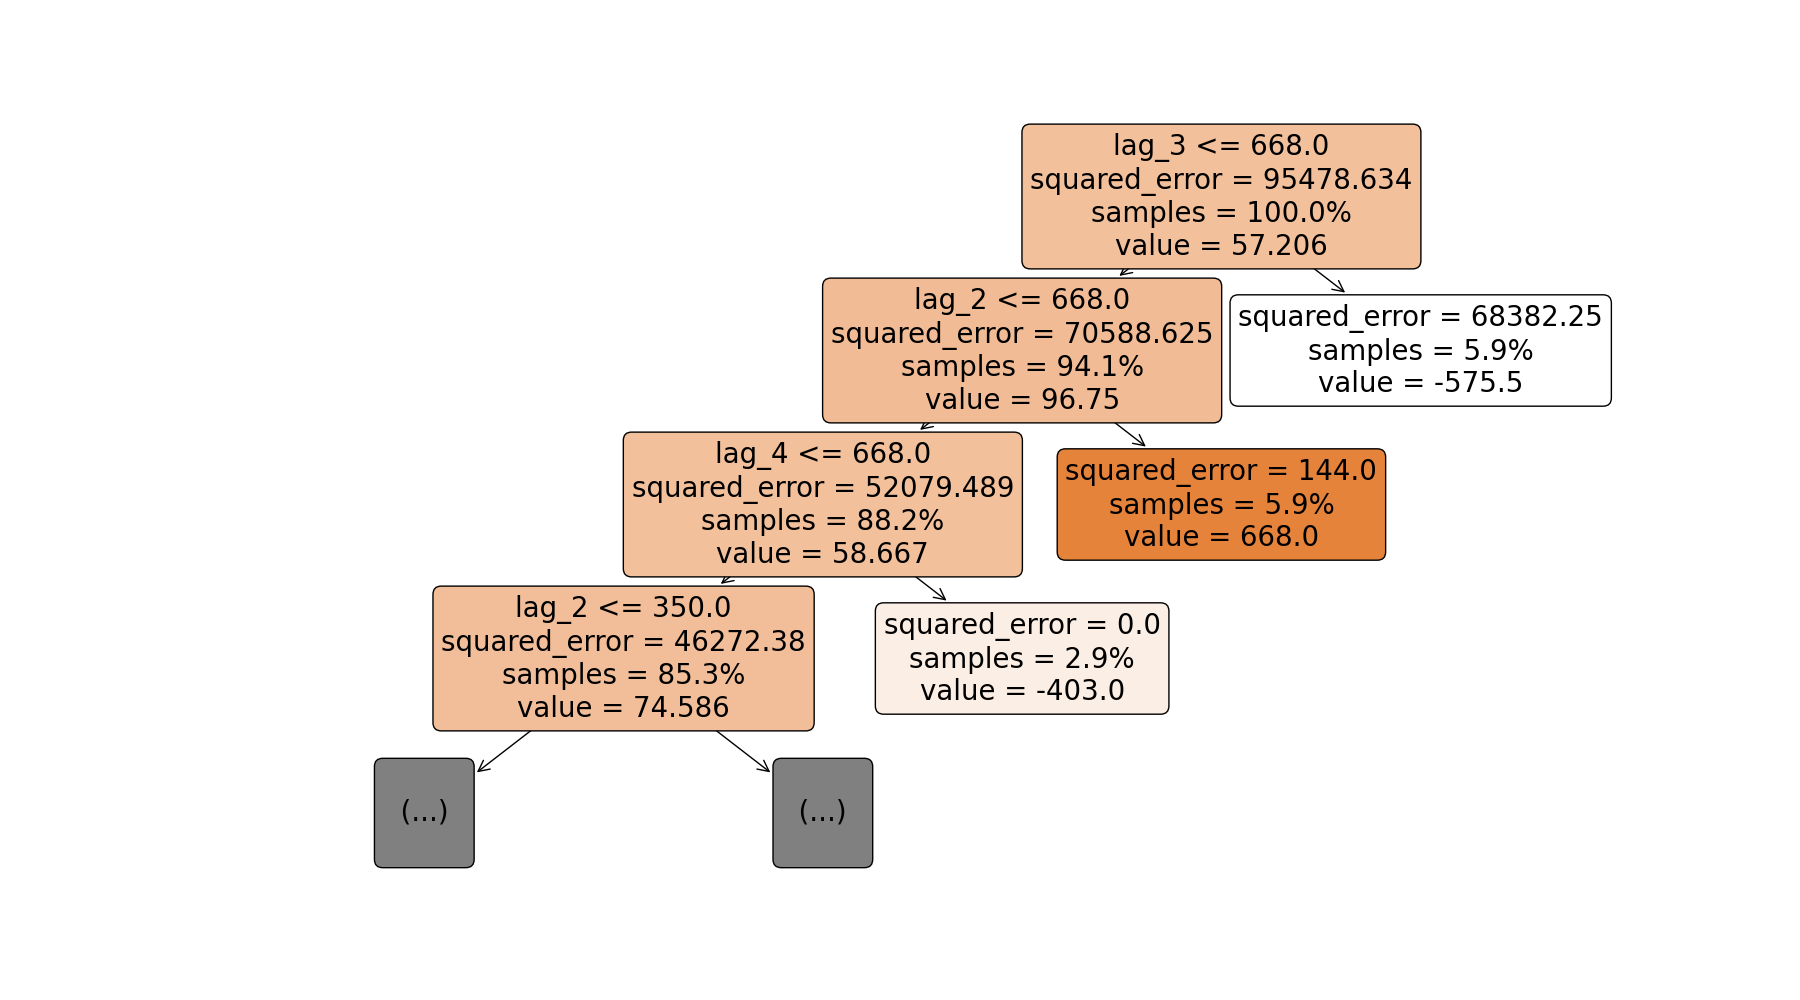 lag_3 <= 668.0
squared_error = 95478.634
samples = 100.0%
value = 57.206
lag_2 <= 668.0
squared_error = 70588.625
samples = 94.1%
value = 96.75
squared_error = 68382.25
samples = 5.9%
value = -575.5
lag_4 <= 668.0
squared_error = 52079.489
samples = 88.2%
value = 58.667
squared_error = 144.0
samples = 5.9%
value = 668.0
lag_2 <= 350.0
squared_error = 46272.38
samples = 85.3%
value = 74.586
squared_error = 0.0
samples = 2.9%
value = -403.0
(...)
(...)